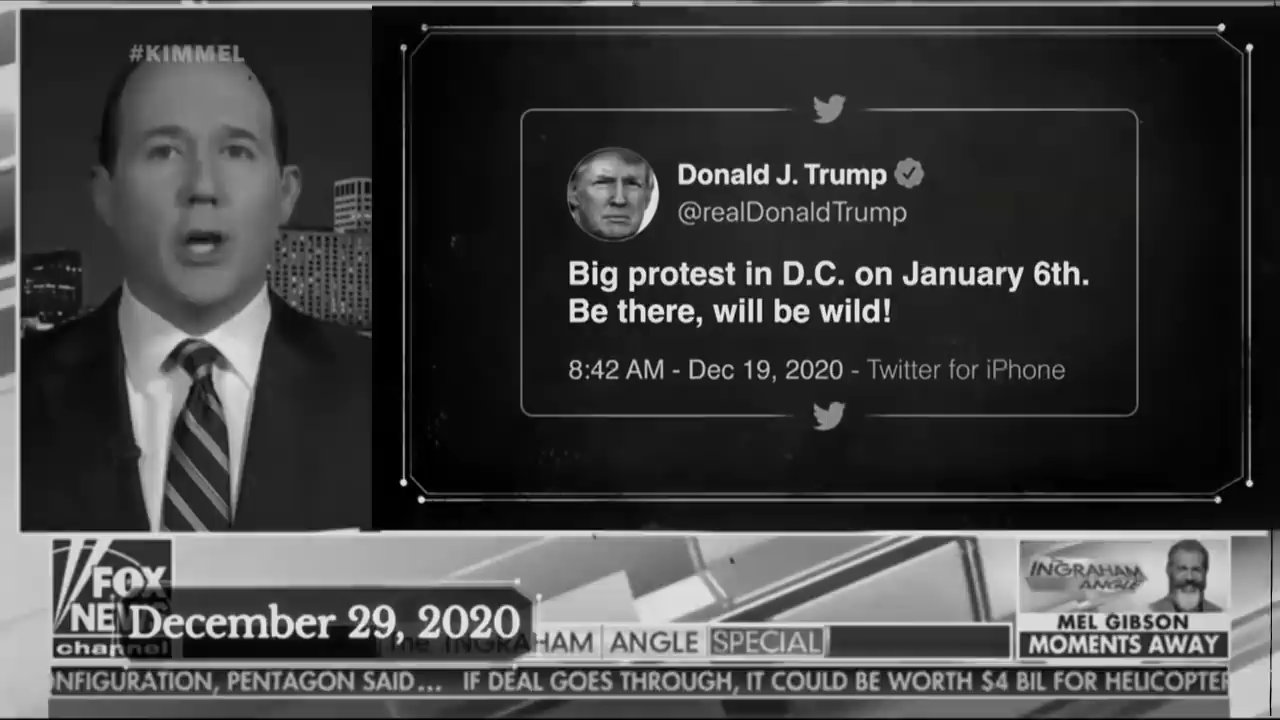 #KIMMEL
Donald J. Trump
@realDonaldTrump
Big protest in D.C. on January 6th.
Be there, will be wild!
8:42 AM - Dec 19, 2020 - Twitter for iPhone
FOX
NEWS
channel
December 29, 2020
The INGRAHAM ANGLE SPECIAL
INGRAHAM
ANGLE
MEL GIBSON
MOMENTS AWAY
NFIGURATION, PENTAGON SAID... IF DEAL GOES THROUGH, IT COULD BE WORTH $4 BIL FOR HELICOPTER